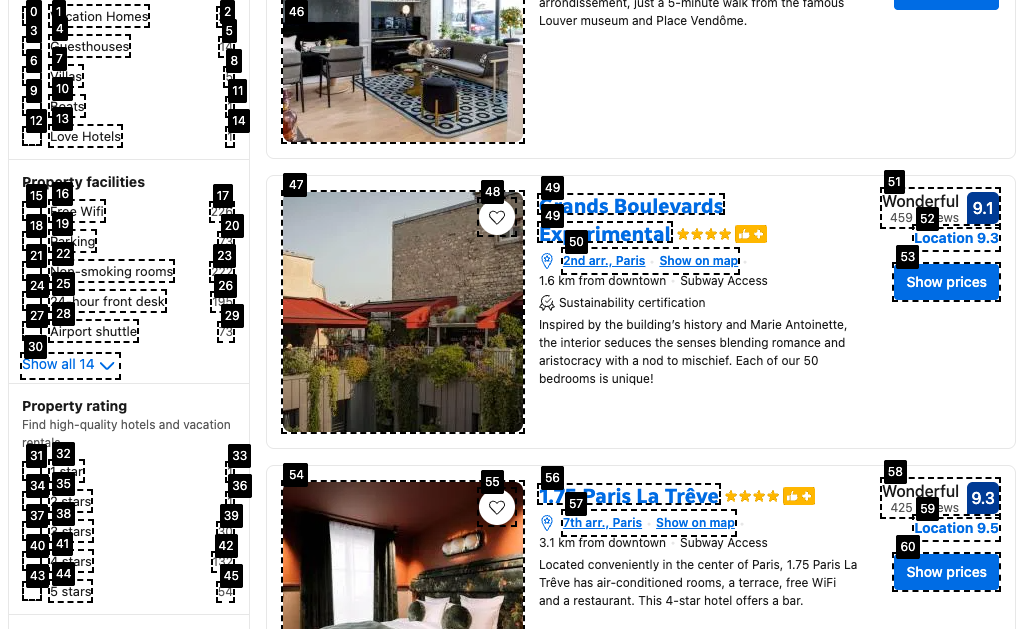 0 1 Vacation Homes 2
3 4 Guesthouses 5
6 7 Villas 8
9 10 Boats 11
12 13 Love Hotels 14
Property facilities
15 16 Free Wifi 17 226
18 19 Parking 20 73
21 22 Non-smoking rooms 23 222
24 25 24-hour front desk 26 195
27 28 Airport shuttle 29 73
30
Show all 14
Property rating
Find high-quality hotels and vacation
rentals
31 32 1 star 33
34 35 2 stars 36
37 38 3 stars 39
40 41 4 stars 42 132
43 44 5 stars 45 54
46
arrondissement, just a 5-minute walk from the famous
Louver museum and Place Vendôme.
47 48
49 Grands Boulevards
49 Experimental
50
2nd arr., Paris Show on map
1.6 km from downtown Subway Access
Sustainability certification
Inspired by the building's history and Marie Antoinette,
the interior seduces the senses blending romance and
aristocracy with a nod to mischief. Each of our 50
bedrooms is unique!
51
Wonderful 9.1
459 52
Location 9.3
53
Show prices
54 55
56
1.75 Paris La Trêve
57
7th arr., Paris Show on map
3.1 km from downtown Subway Access
Located conveniently in the center of Paris, 1.75 Paris La
Trêve has air-conditioned rooms, a terrace, free WiFi
and a restaurant. This 4-star hotel offers a bar.
58
Wonderful 9.3
425 59
Location 9.5
60
Show prices